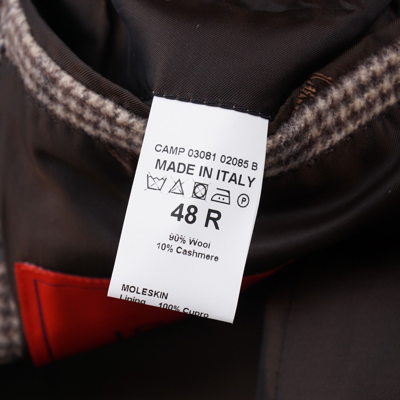 CAMP 03081 02085 B
MADE IN ITALY
P
48 R
90% Wool
10% Cashmere
MOLESKIN
Lining 100% Cupro